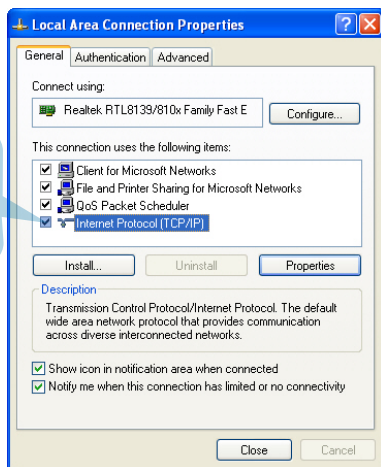 Local Area Connection Properties
General Authentication Advanced
Connect using:
Realtek RTL8139/810x Family Fast E Configure...
This connection uses the following items:
Client for Microsoft Networks
File and Printer Sharing for Microsoft Networks
QoS Packet Scheduler
Internet Protocol (TCP/IP)
Install... Uninstall Properties
Description
Transmission Control Protocol/Internet Protocol. The default
wide area network protocol that provides communication
across diverse interconnected networks.
Show icon in notification area when connected
Notify me when this connection has limited or no connectivity
Close Cancel